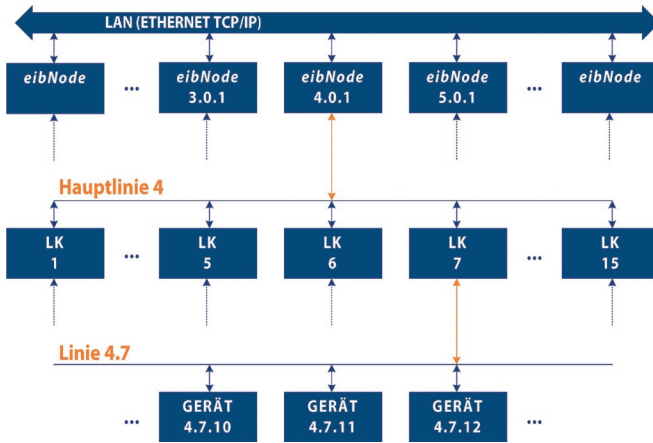 LAN (ETHERNET TCP/IP)
eibNode
...
eibNode
3.0.1
eibNode
4.0.1
eibNode
5.0.1
...
eibNode
Hauptlinie 4
LK
1
...
LK
5
LK
6
LK
7
...
LK
15
Linie 4.7
...
GERÄT
4.7.10
GERÄT
4.7.11
GERÄT
4.7.12
...